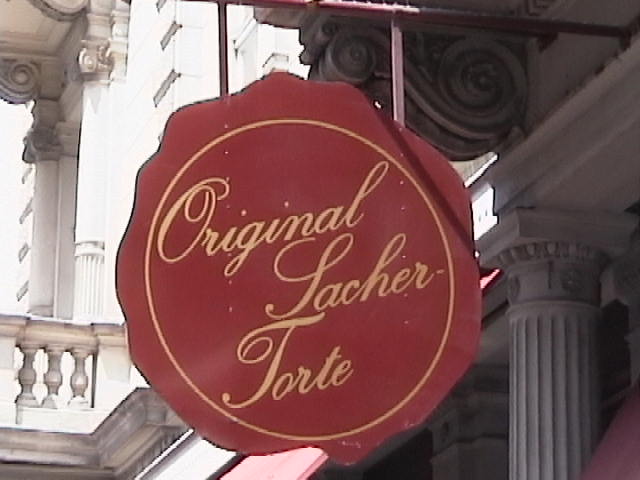 Original
Sacher-
Torte